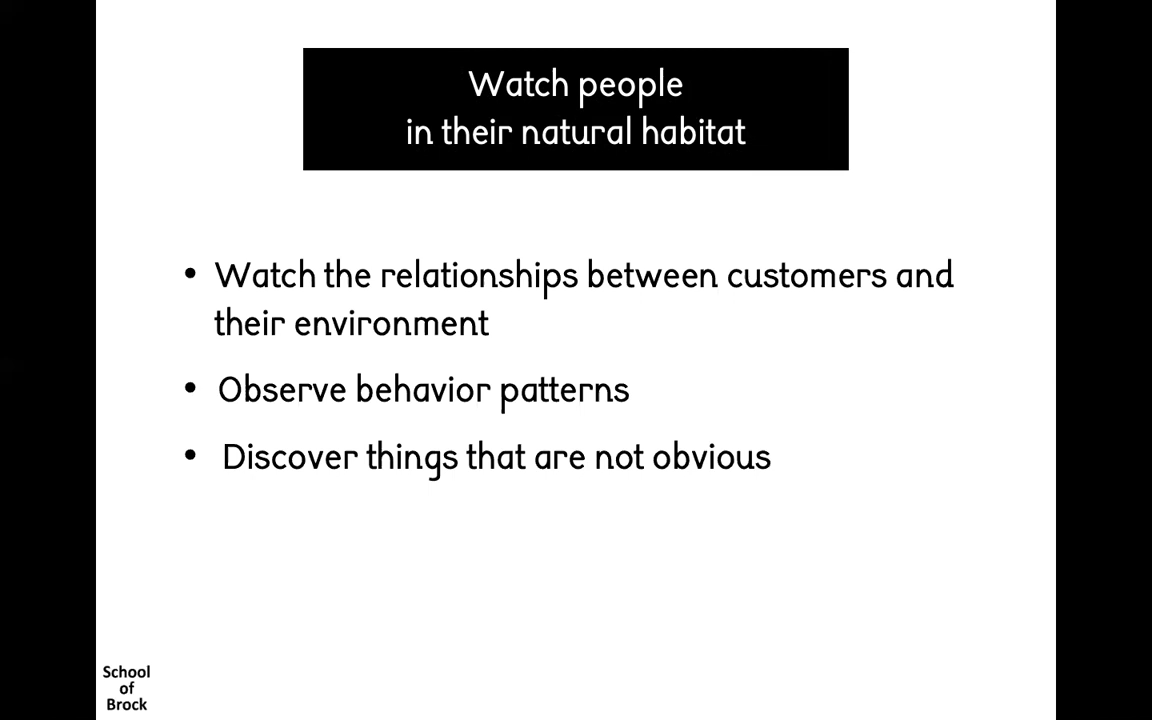 Watch people
in their natural habitat
• Watch the relationships between customers and
their environment
• Observe behavior patterns
• Discover things that are not obvious
School
of
Brock